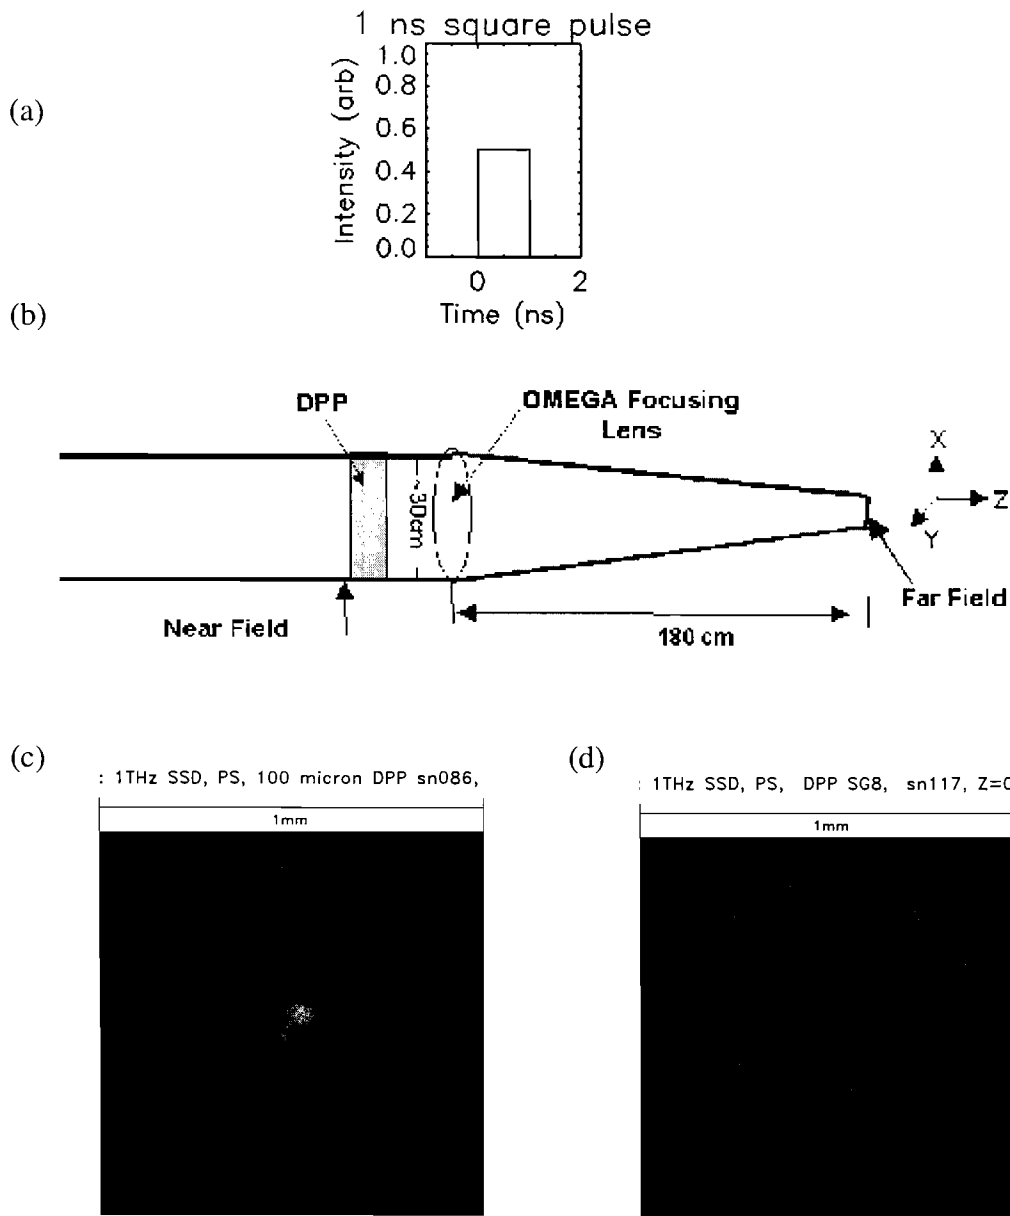 1 ns square pulse
(a)
Intensity (arb)
1.0
0.8
0.6
0.4
0.2
0.0
0
2
Time (ns)
(b)
DPP
OMEGA Focusing
Lens
~30cm
X
Z
Y
Near Field
Far Field
180 cm
(c)
: 1THz SSD, PS, 100 micron DPP sn086,
1mm
(d)
: 1THz SSD, PS, DPP SG8, sn117, Z=0
1mm